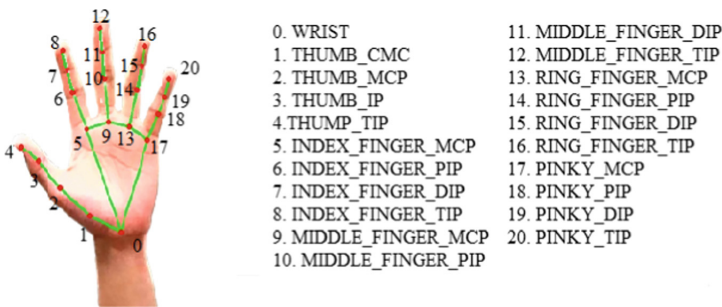 12
16
8
11
15
20
7
10
14
6
19
18
5
9
13
17
4
3
2
1
0
0. WRIST
1. THUMB_CMC
2. THUMB_MCP
3. THUMB_IP
4.THUMP_TIP
5. INDEX_FINGER_MCP
6. INDEX_FINGER_PIP
7. INDEX_FINGER_DIP
8. INDEX_FINGER_TIP
9. MIDDLE_FINGER_MCP
10. MIDDLE_FINGER_PIP
11. MIDDLE_FINGER_DIP
12. MIDDLE_FINGER_TIP
13. RING_FINGER_MCP
14. RING_FINGER_PIP
15. RING_FINGER_DIP
16. RING_FINGER_TIP
17. PINKY_MCP
18. PINKY_PIP
19. PINKY_DIP
20. PINKY_TIP